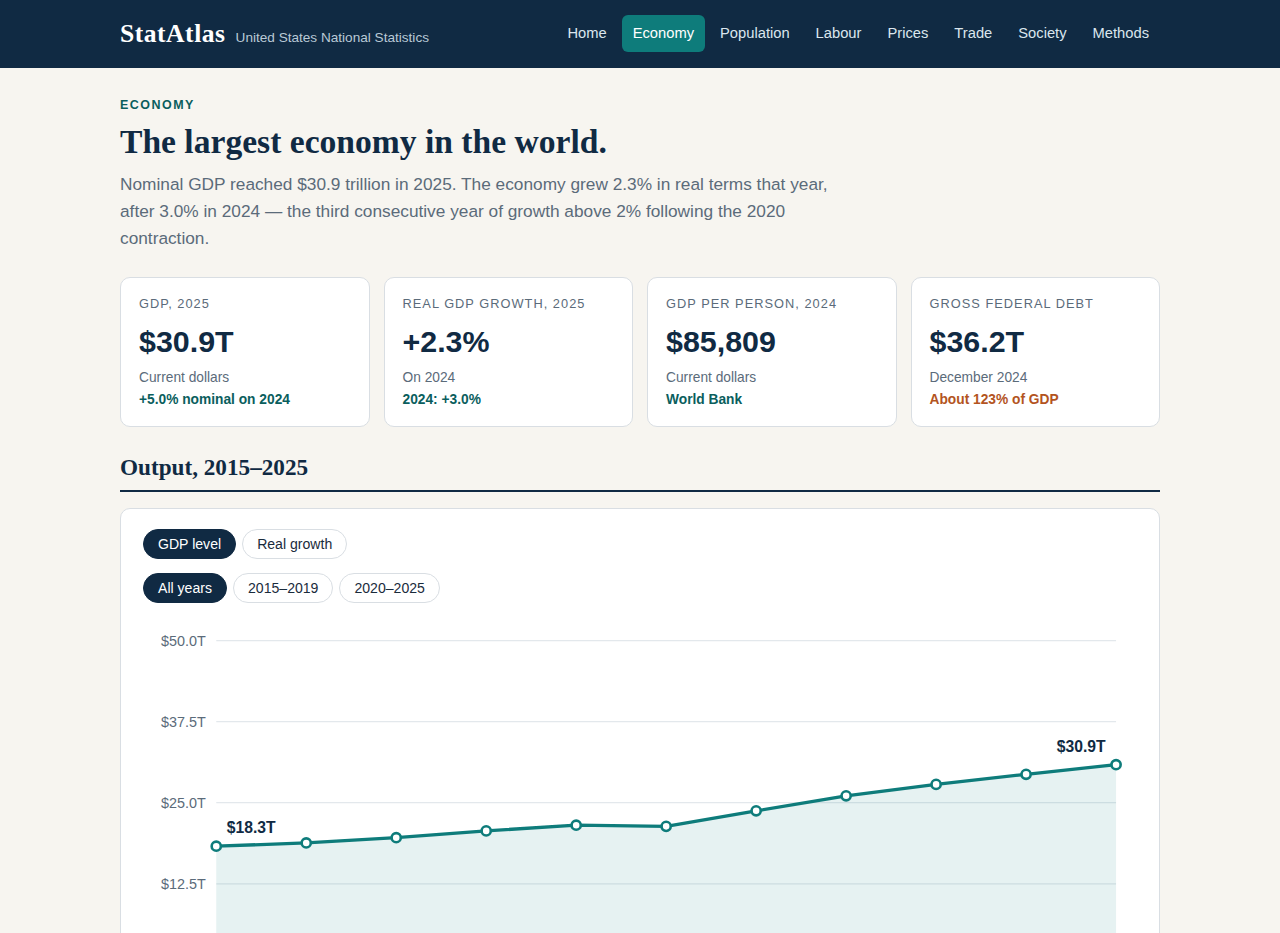 StatAtlas United States National Statistics
Home Economy Population Labour Prices Trade Society Methods
ECONOMY
The largest economy in the world.
Nominal GDP reached $30.9 trillion in 2025. The economy grew 2.3% in real terms that year,
after 3.0% in 2024 — the third consecutive year of growth above 2% following the 2020
contraction.
GDP, 2025
$30.9T
Current dollars
+5.0% nominal on 2024
REAL GDP GROWTH, 2025
+2.3%
On 2024
2024: +3.0%
GDP PER PERSON, 2024
$85,809
Current dollars
World Bank
GROSS FEDERAL DEBT
$36.2T
December 2024
About 123% of GDP
Output, 2015–2025
GDP level Real growth
All years 2015–2019 2020–2025
$50.0T
$37.5T
$30.9T
$25.0T
$18.3T
$12.5T